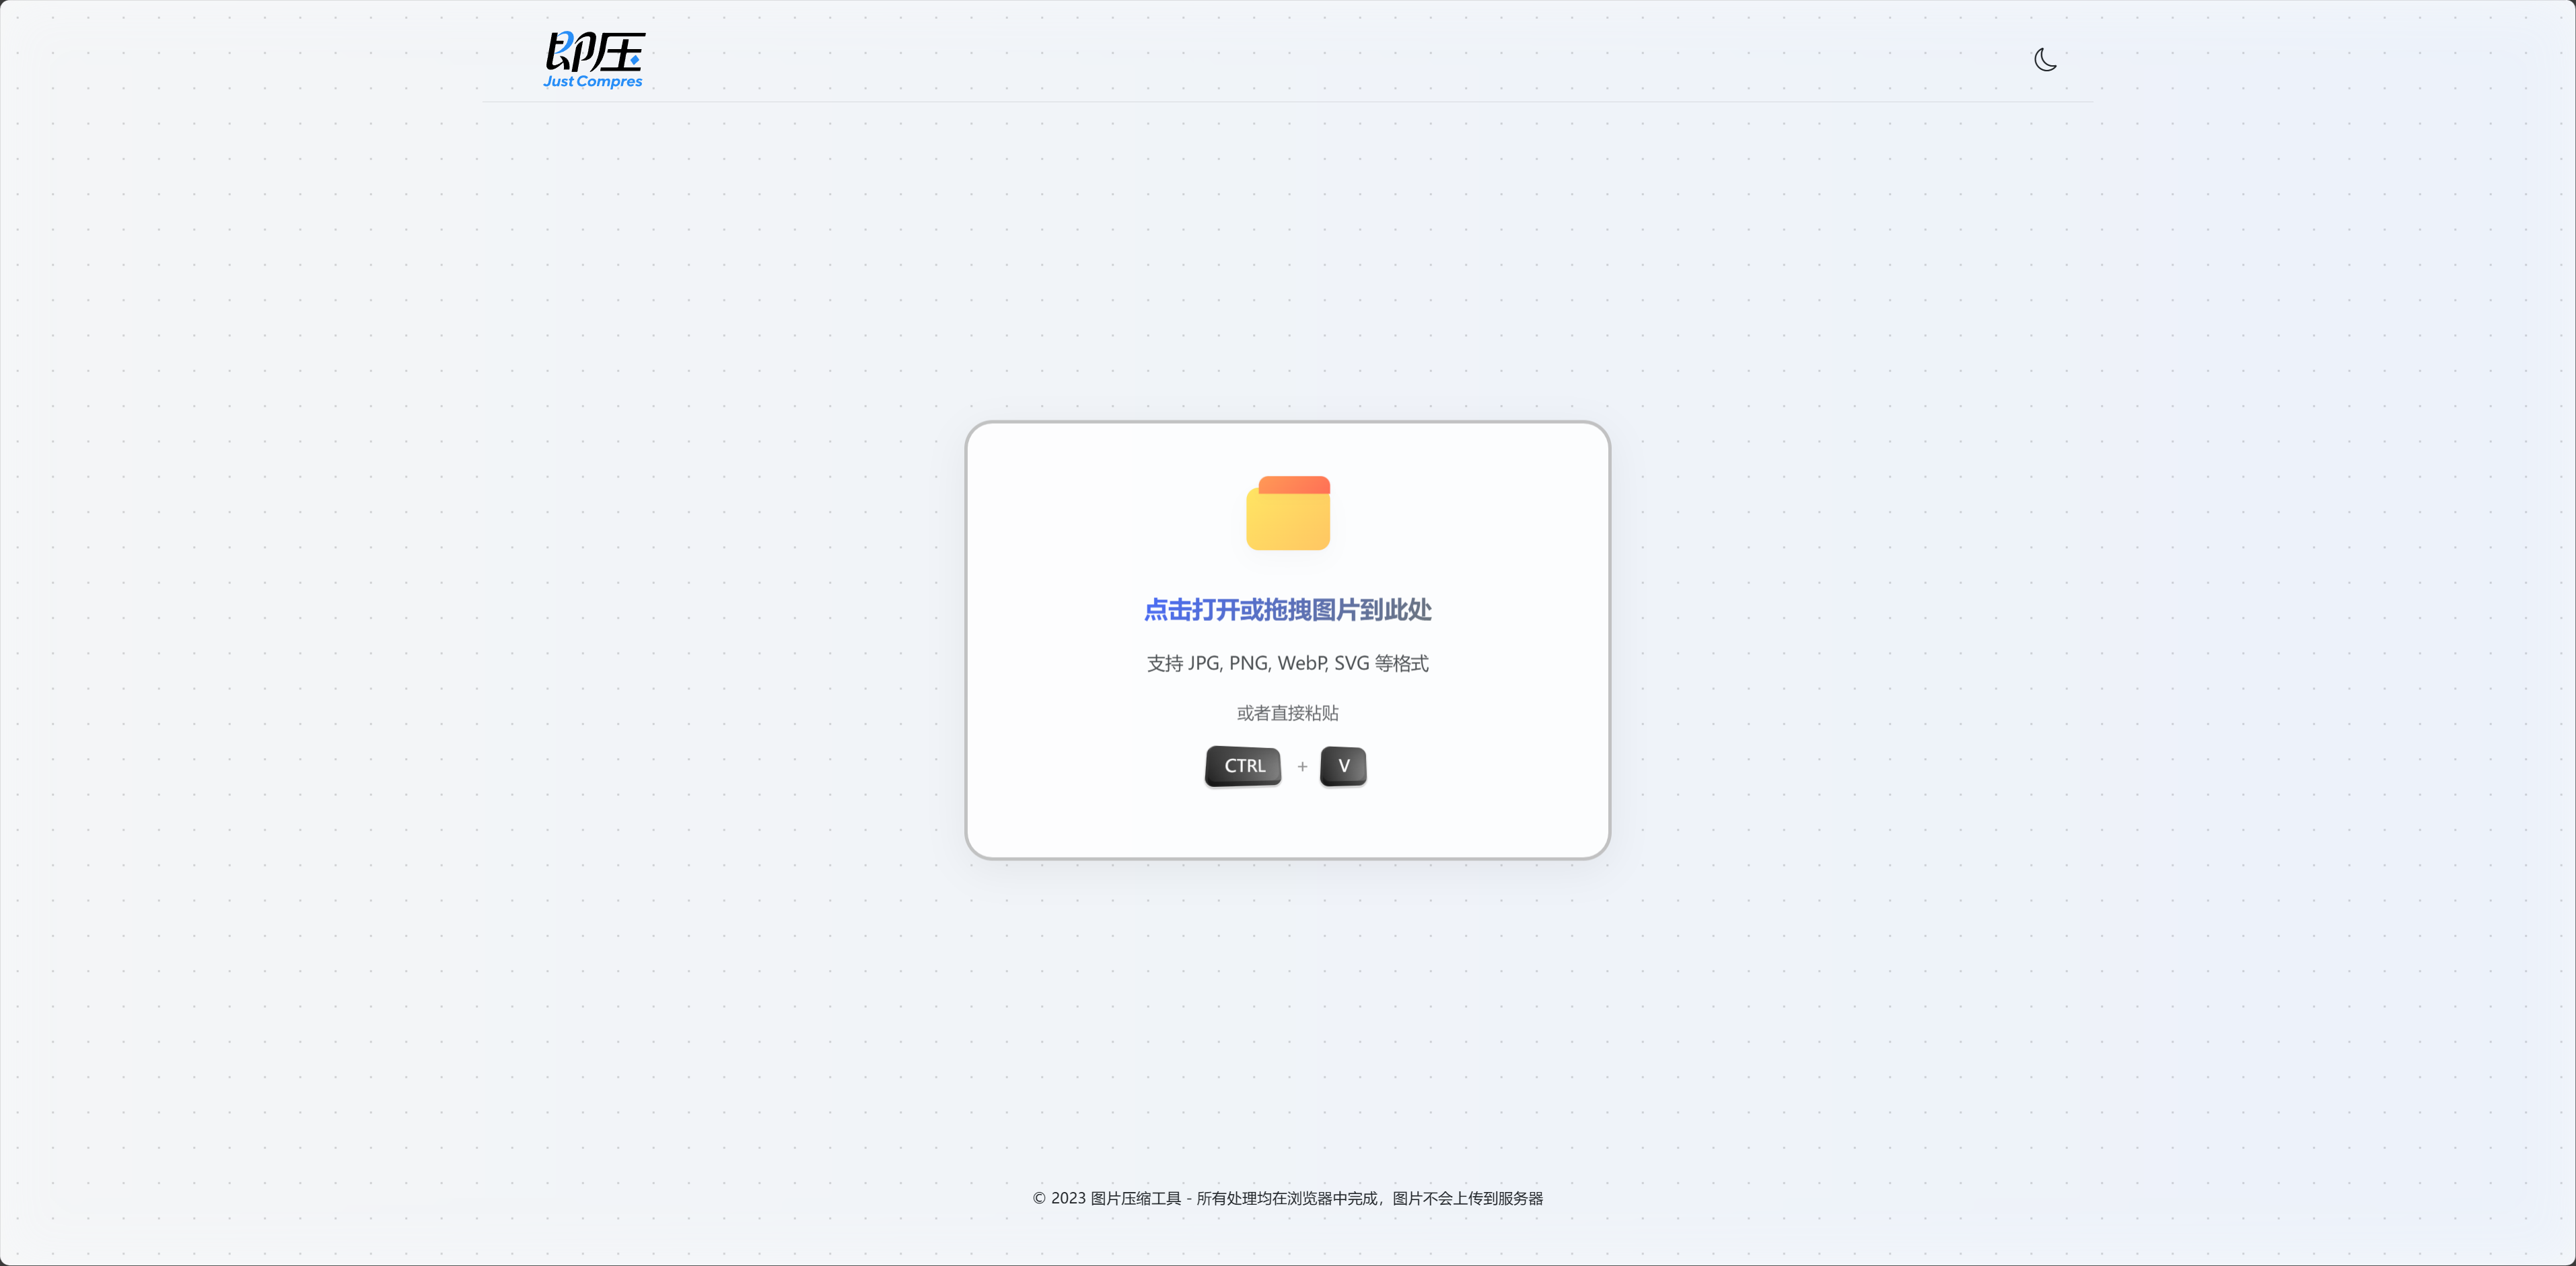 即压
Just Compres
点击打开或拖拽图片到此处
支持 JPG, PNG, WebP, SVG 等格式
或者直接粘贴
CTRL + V
© 2023 图片压缩工具 - 所有处理均在浏览器中完成，图片不会上传到服务器